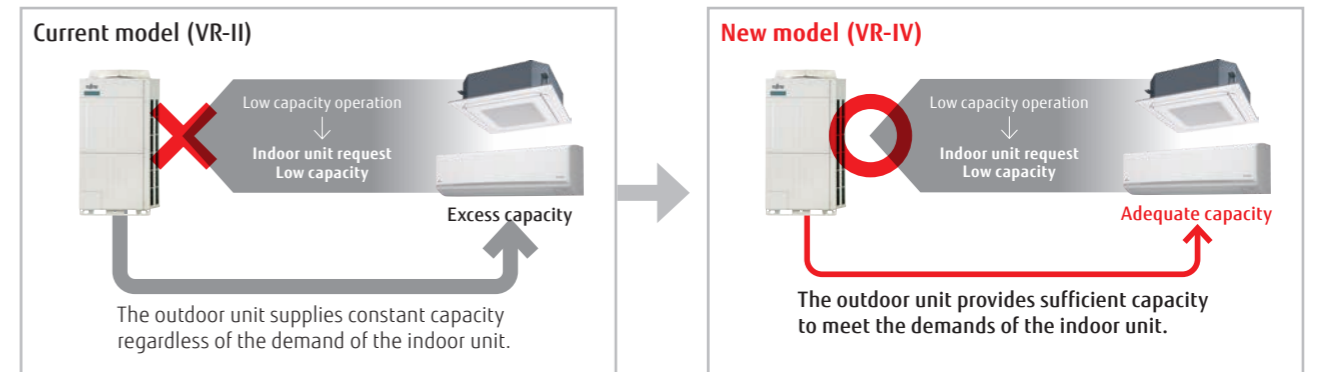 Current model (VR-II)
Low capacity operation
Indoor unit request
Low capacity
Excess capacity
The outdoor unit supplies constant capacity
regardless of the demand of the indoor unit.
New model (VR-IV)
Low capacity operation
Indoor unit request
Low capacity
Adequate capacity
The outdoor unit provides sufficient capacity
to meet the demands of the indoor unit.